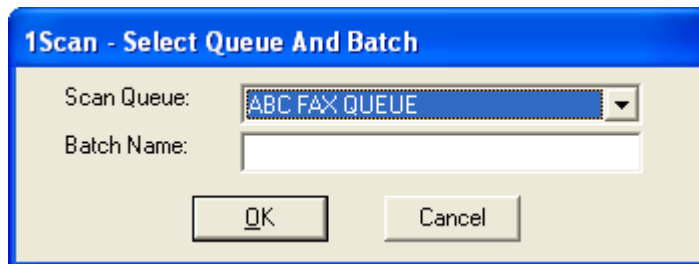 1Scan - Select Queue And Batch
Scan Queue: ABC FAX QUEUE
Batch Name:
OK Cancel